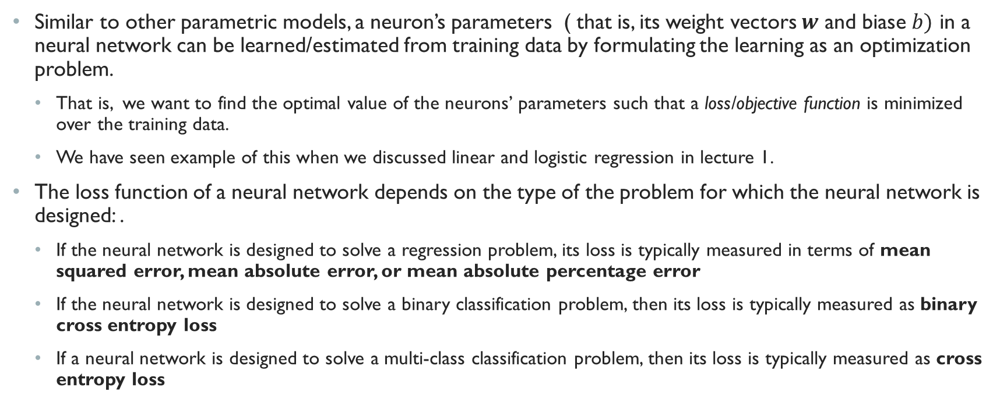 • Similar to other parametric models, a neuron's parameters ( that is, its weight vectors w and biase b) in a
neural network can be learned/estimated from training data by formulating the learning as an optimization
problem.
• That is, we want to find the optimal value of the neurons' parameters such that a loss/objective function is minimized
over the training data.
• We have seen example of this when we discussed linear and logistic regression in lecture 1.
• The loss function of a neural network depends on the type of the problem for which the neural network is
designed: .
• If the neural network is designed to solve a regression problem, its loss is typically measured in terms of mean
squared error, mean absolute error, or mean absolute percentage error
• If the neural network is designed to solve a binary classification problem, then its loss is typically measured as binary
cross entropy loss
• If a neural network is designed to solve a multi-class classification problem, then its loss is typically measured as cross
entropy loss